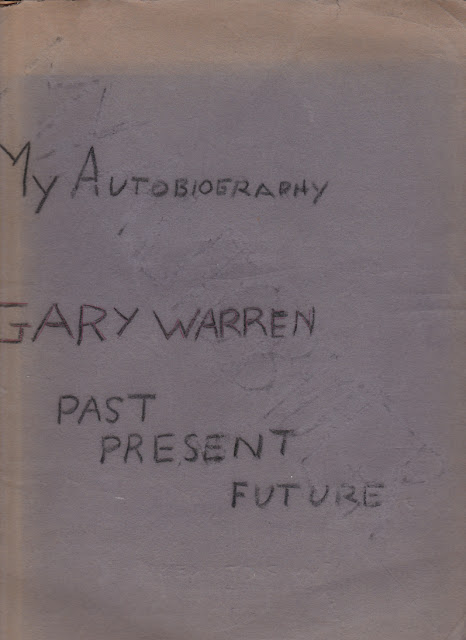 My AUTOBIOGRAPHY
GARY WARREN
PAST
PRESENT
FUTURE